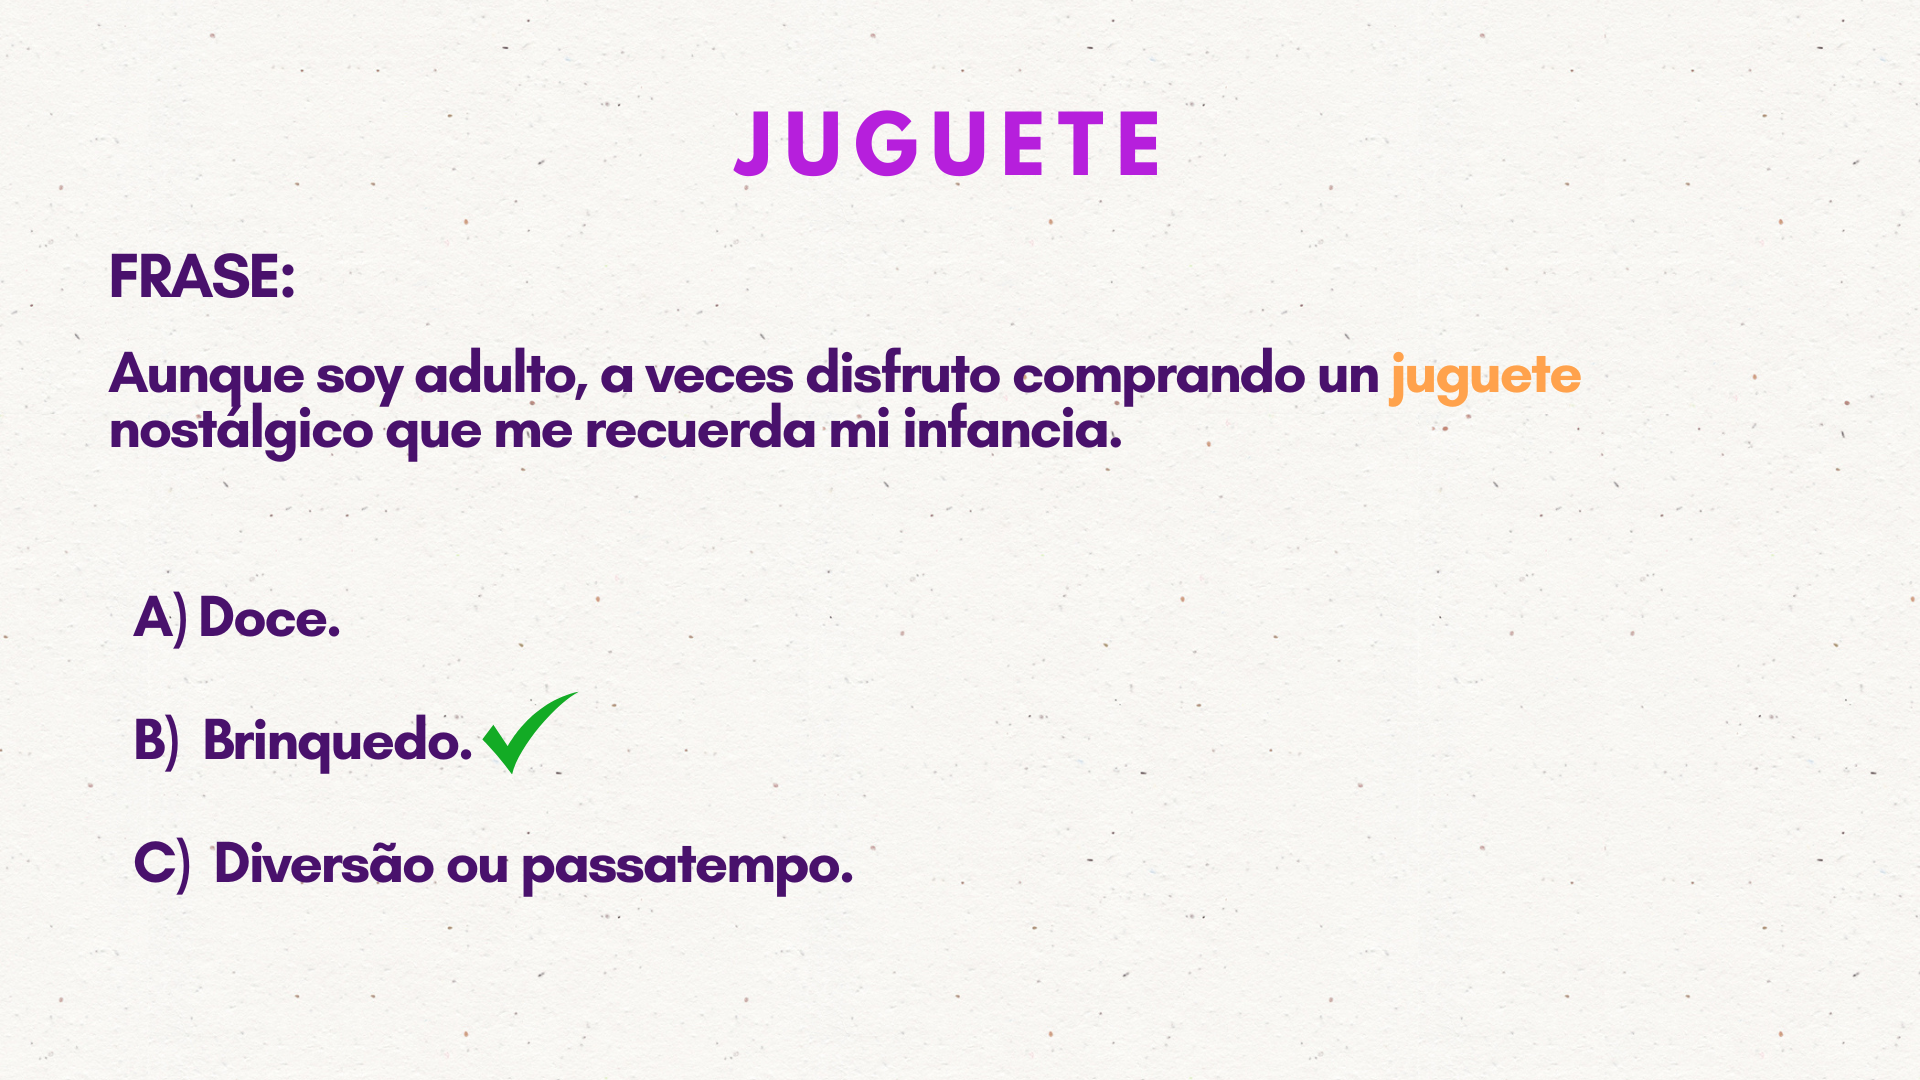 JUGUETE
FRASE:
Aunque soy adulto, a veces disfruto comprando un juguete
nostálgico que me recuerda mi infancia.
A) Doce.
B) Brinquedo.
C) Diversão ou passatempo.